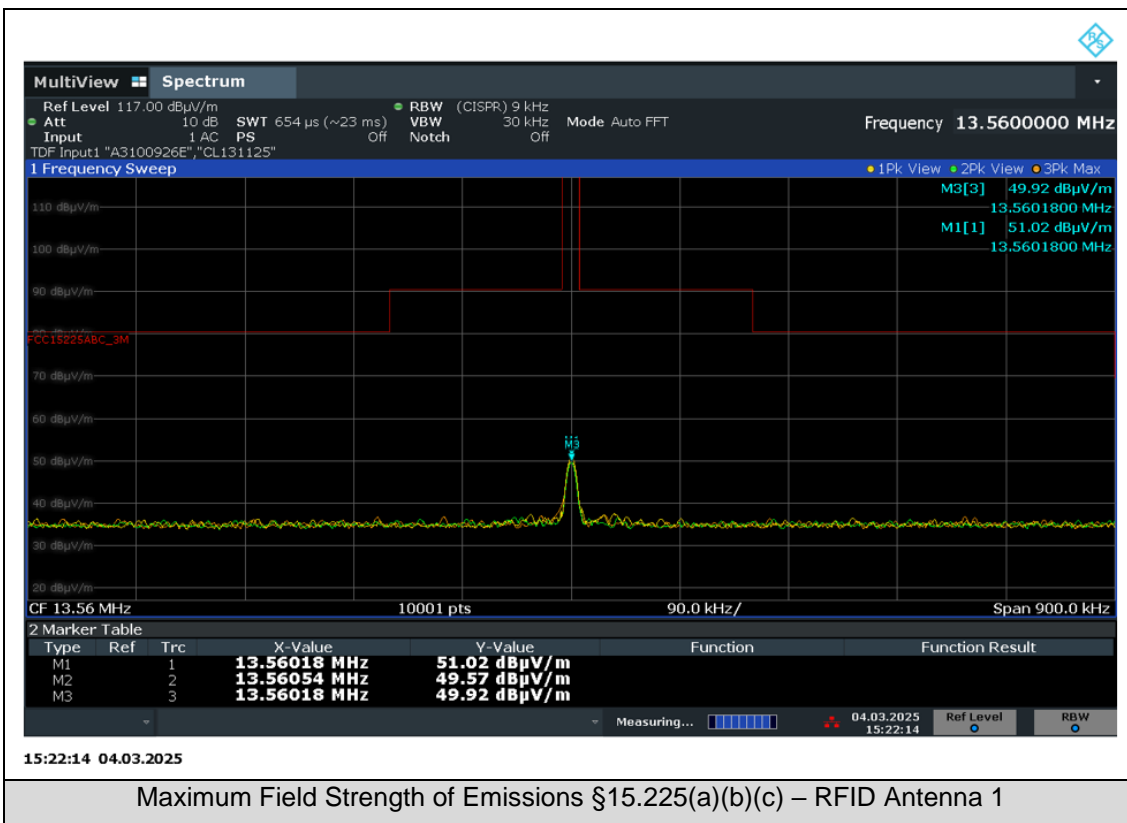 R&S
MultiView Spectrum
Ref Level 117.00 dBµV/m RBW (CISPR) 9 kHz
Att 10 dB SWT 654 µs (~23 ms) VBW 30 kHz Mode Auto FFT Frequency 13.5600000 MHz
Input 1 AC PS Off Notch Off
TDF Input1 "A3100926E","CL131125"
1 Frequency Sweep 1Pk View 2Pk View 3Pk Max
M3[3] 49.92 dBµV/m
13.5601800 MHz
M1[1] 51.02 dBµV/m
13.5601800 MHz
110 dBµV/m
100 dBµV/m
90 dBµV/m
80 dBµV/m
FCC15225ABC_3M
70 dBµV/m
60 dBµV/m
M3
50 dBµV/m
40 dBµV/m
30 dBµV/m
20 dBµV/m
CF 13.56 MHz 10001 pts 90.0 kHz/ Span 900.0 kHz
2 Marker Table
Type Ref Trc X-Value Y-Value Function Function Result
M1 1 13.56018 MHz 51.02 dBµV/m
M2 2 13.56054 MHz 49.57 dBµV/m
M3 3 13.56018 MHz 49.92 dBµV/m
Measuring... 04.03.2025 15:22:14 Ref Level RBW
15:22:14 04.03.2025
Maximum Field Strength of Emissions §15.225(a)(b)(c) – RFID Antenna 1